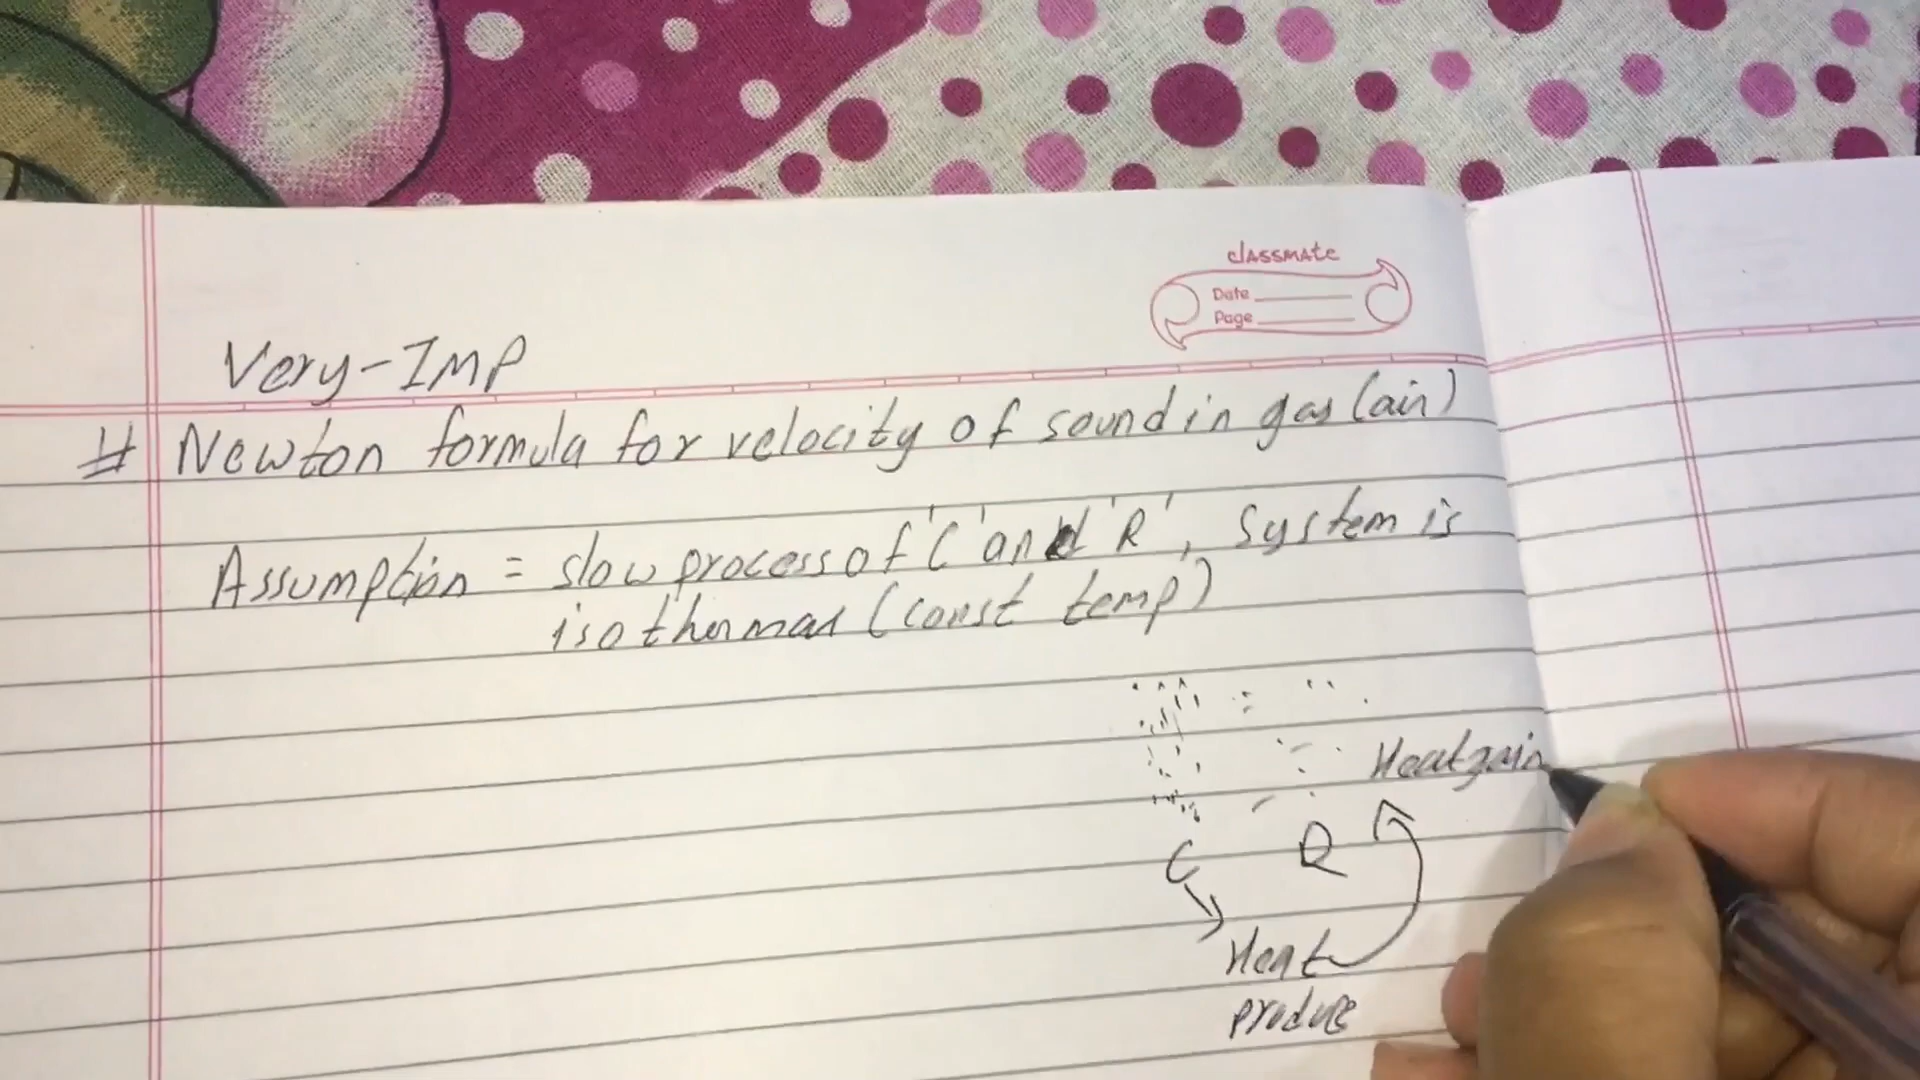 classmate
Date
Page
Very-IMP
# Newton formula for velocity of sound in gas (air)
Assumption = slow process of 'C' and 'R', System is
isothermal (const temp)
Heat gain
C R
Heat
produce